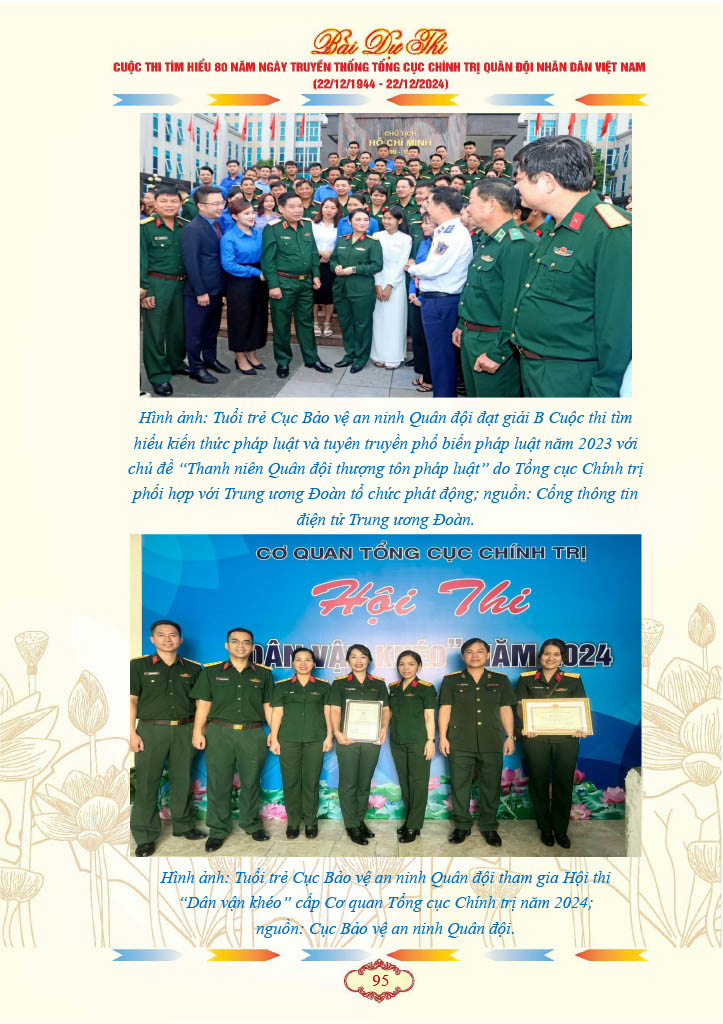 Bài Dự Thi
CUỘC THI TÌM HIỂU 80 NĂM NGÀY TRUYỀN THỐNG TỔNG CỤC CHÍNH TRỊ QUÂN ĐỘI NHÂN DÂN VIỆT NAM
(22/12/1944 - 22/12/2024)
CHỦ TỊCH
HỒ CHÍ MINH
Hình ảnh: Tuổi trẻ Cục Bảo vệ an ninh Quân đội đạt giải B Cuộc thi tìm
hiểu kiến thức pháp luật và tuyên truyền phổ biến pháp luật năm 2023 với
chủ đề “Thanh niên Quân đội thượng tôn pháp luật” do Tổng cục Chính trị
phối hợp với Trung ương Đoàn tổ chức phát động; nguồn: Cổng thông tin
điện tử Trung ương Đoàn.
CƠ QUAN TỔNG CỤC CHÍNH TRỊ
Hội Thi
DÂN VẬN KHÉO” NĂM 2024
Hình ảnh: Tuổi trẻ Cục Bảo vệ an ninh Quân đội tham gia Hội thi
“Dân vận khéo” cấp Cơ quan Tổng cục Chính trị năm 2024;
nguồn: Cục Bảo vệ an ninh Quân đội.
95